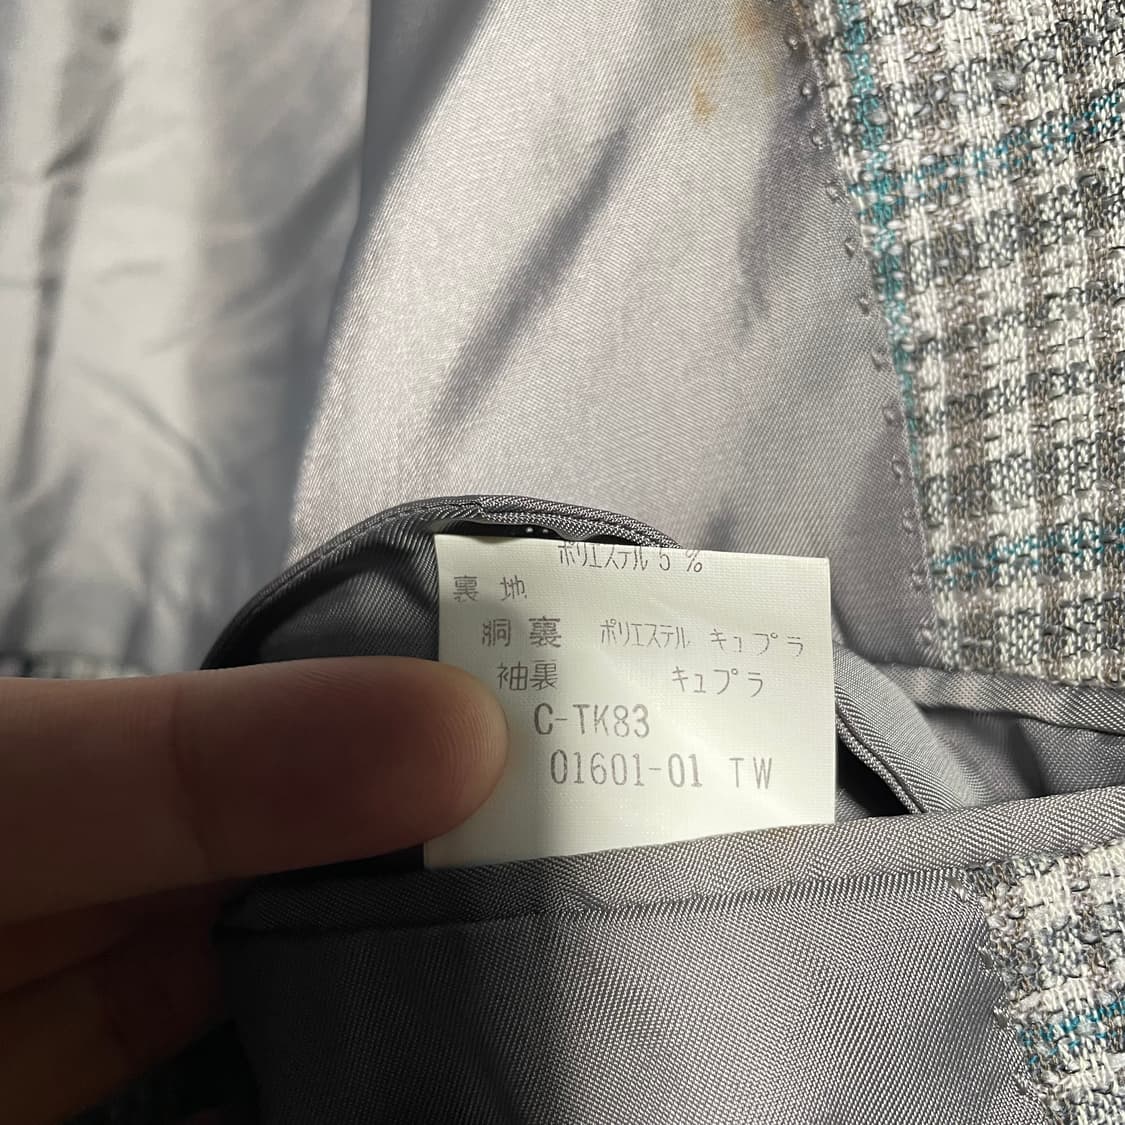 ポリエステル 5 %
裏 地
胴 裏 ポリエステル キュプラ
袖裏 キュプラ
C-TK83
01601-01 TW